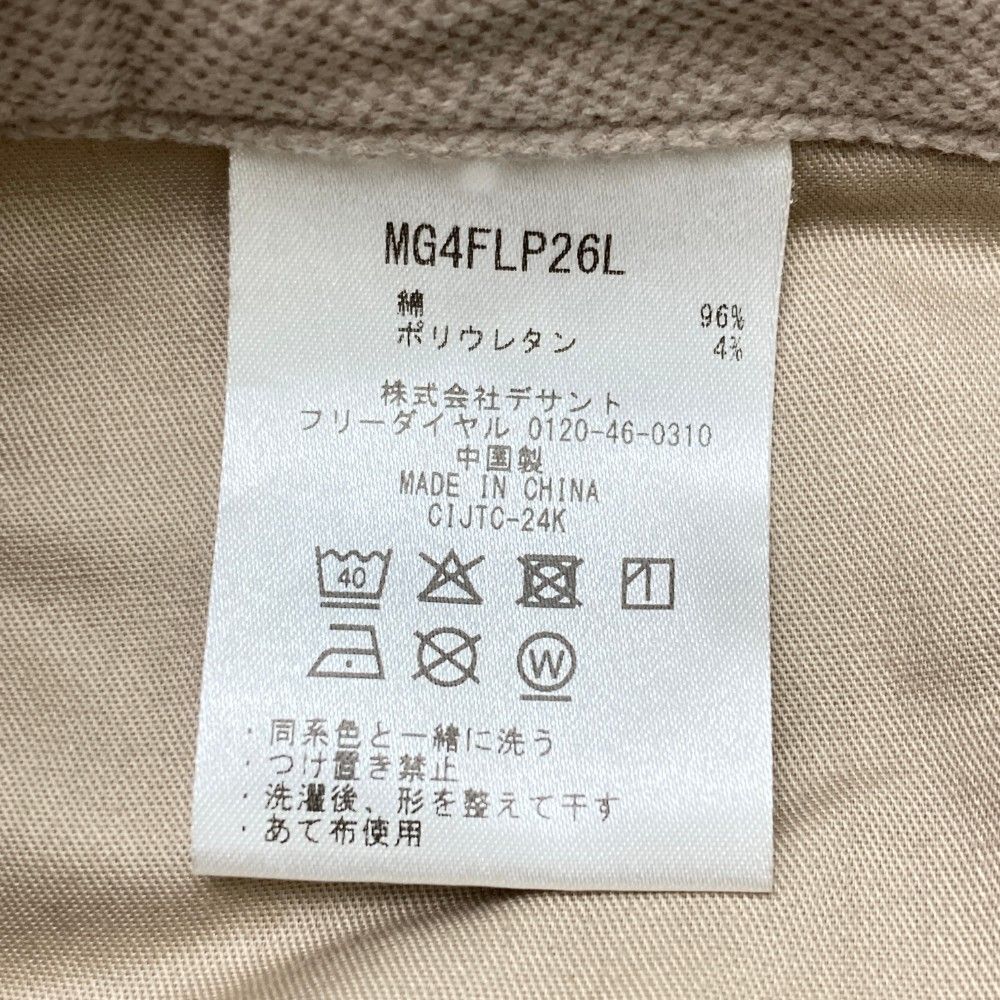 MG4FLP26L
綿 96%
ポリウレタン 4%
株式会社デサント
フリーダイヤル 0120-46-0310
中国製
MADE IN CHINA
CIJTC-24K
40
W
・同系色と一緒に洗う
・つけ置き禁止
・洗濯後、形を整えて干す
・あて布使用